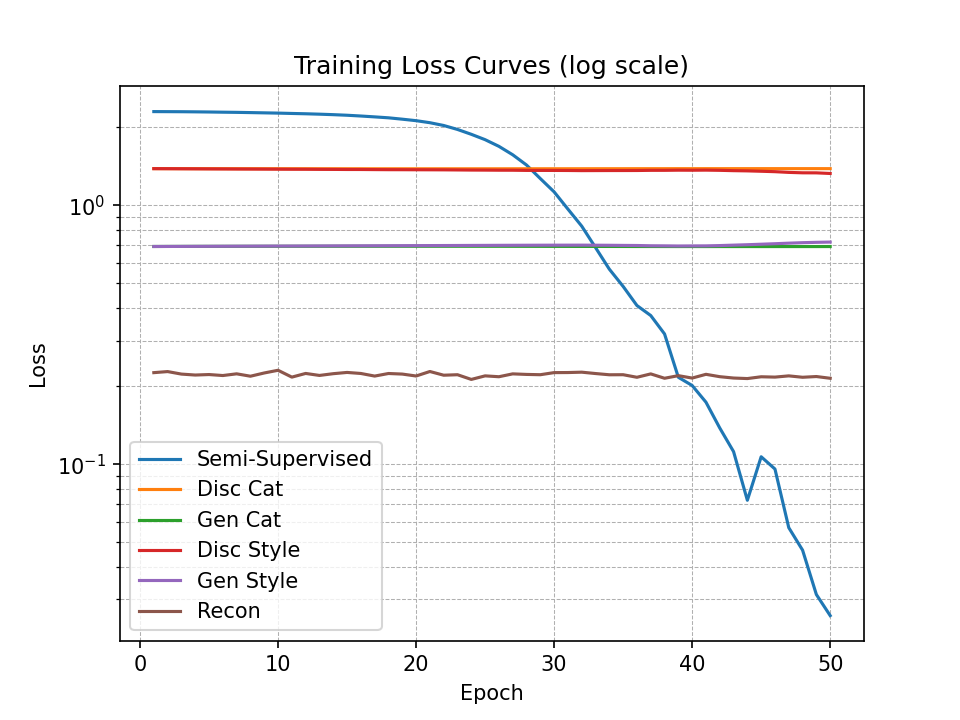 Training Loss Curves (log scale)
Loss
10⁰
10⁻¹
Semi-Supervised
Disc Cat
Gen Cat
Disc Style
Gen Style
Recon
0 10 20 30 40 50
Epoch